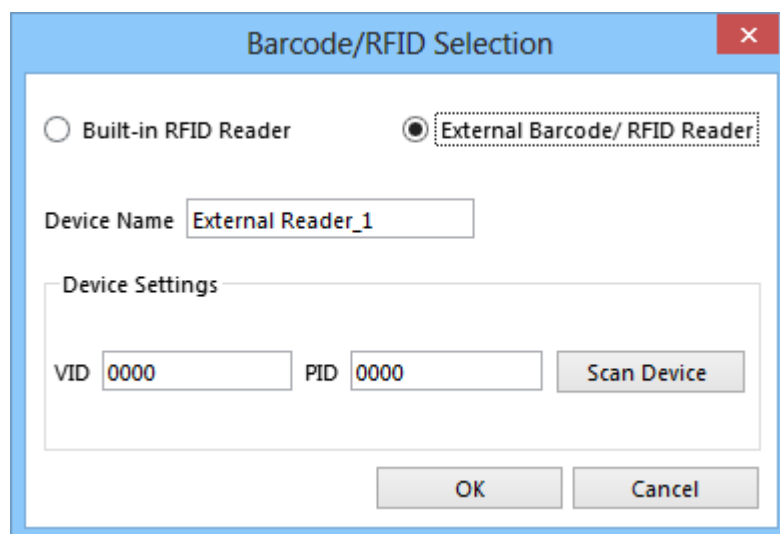 Barcode/RFID Selection
Built-in RFID Reader External Barcode/ RFID Reader
Device Name External Reader_1
Device Settings
VID 0000 PID 0000 Scan Device
OK Cancel